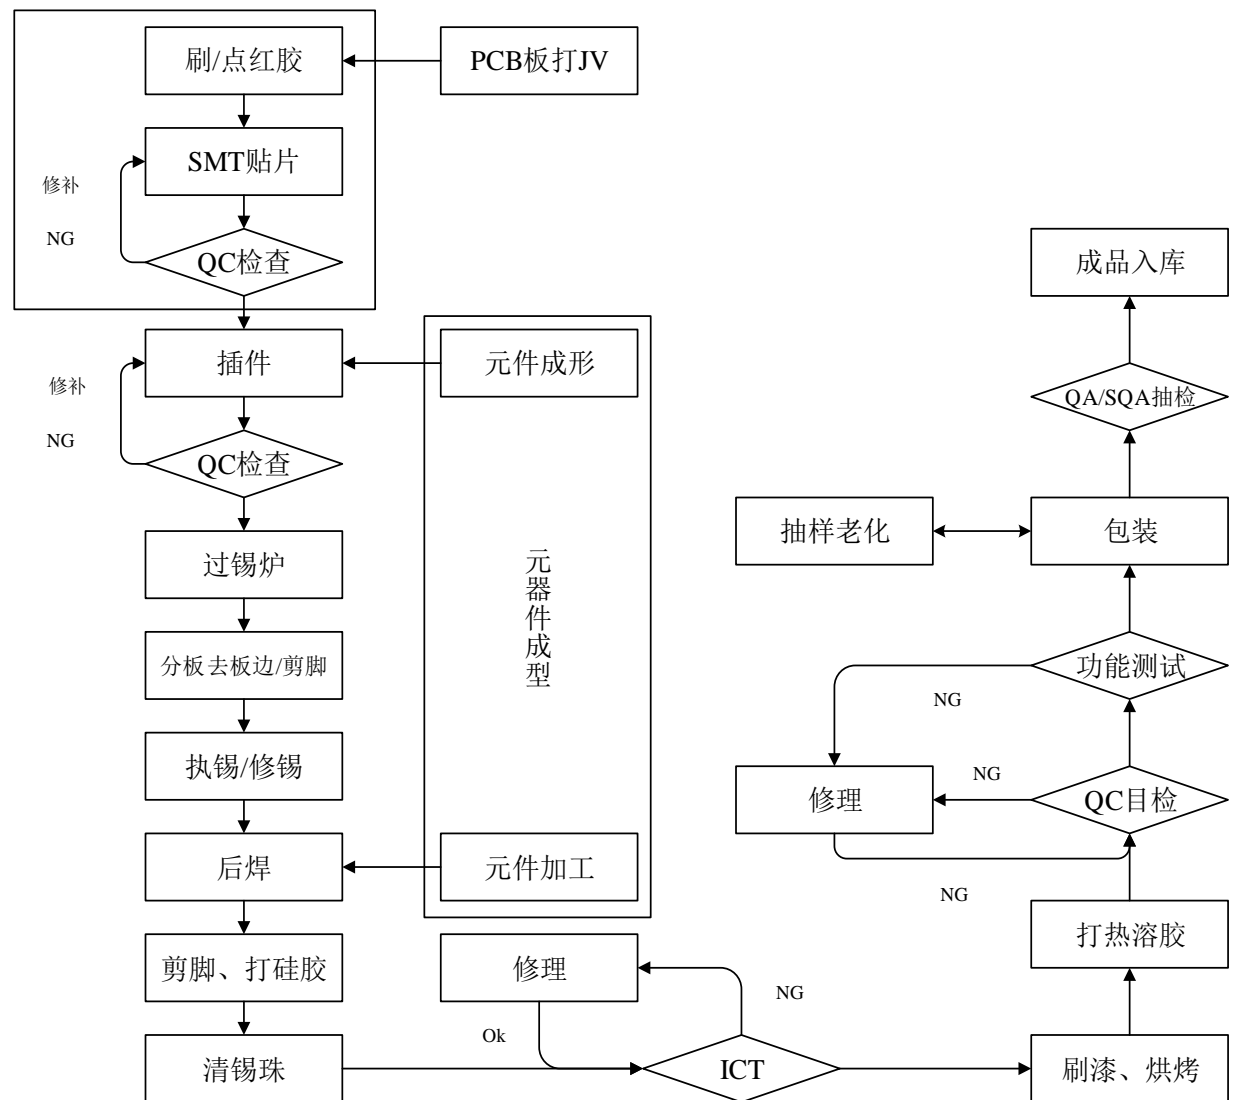 刷/点红胶
PCB板打JV
SMT贴片
修补
NG
QC检查
插件
元件成形
修补
NG
QC检查
过锡炉
分板去板边/剪脚
执锡/修锡
后焊
元器件成型
元件加工
剪脚、打硅胶
修理
NG
Ok
清锡珠
ICT
刷漆、烘烤
打热溶胶
NG
修理
NG
QC目检
NG
功能测试
抽样老化
包装
QA/SQA抽检
成品入库